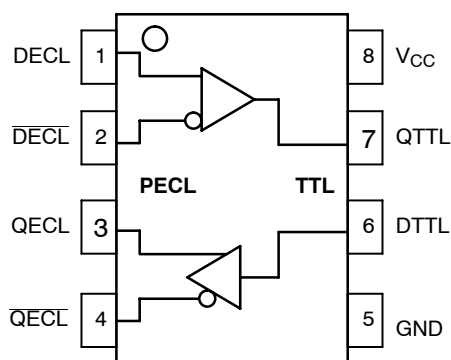 DECL 1 8 VCC
DECL 2 7 QTTL
PECL TTL
QECL 3 6 DTTL
QECL 4 5 GND